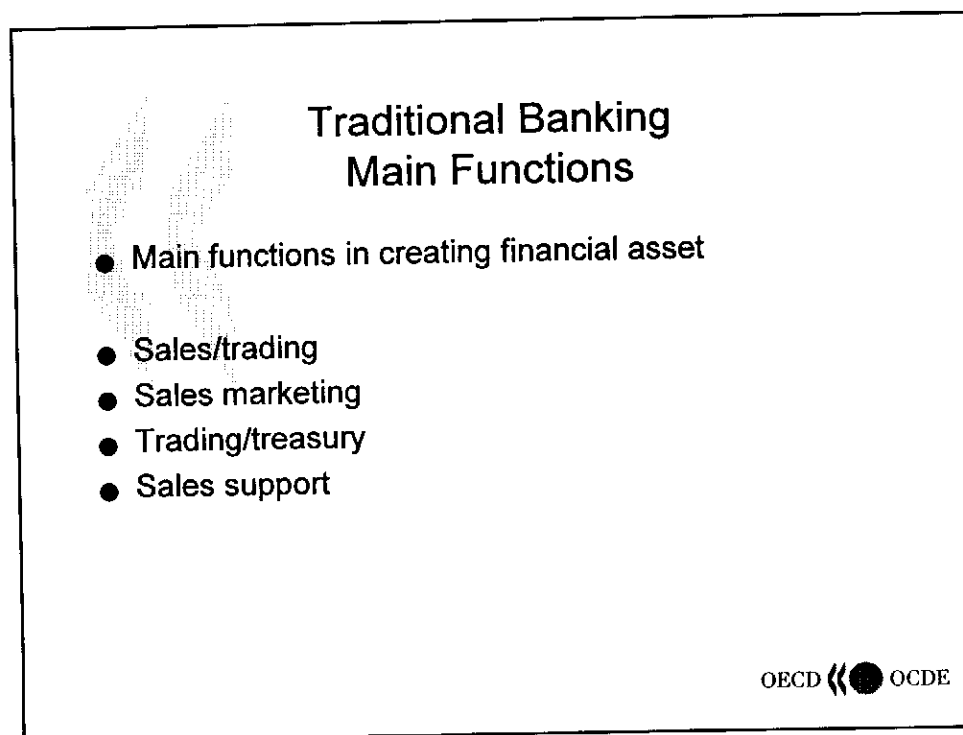 Traditional Banking
Main Functions
● Main functions in creating financial asset
● Sales/trading
● Sales marketing
● Trading/treasury
● Sales support
OECD OCDE